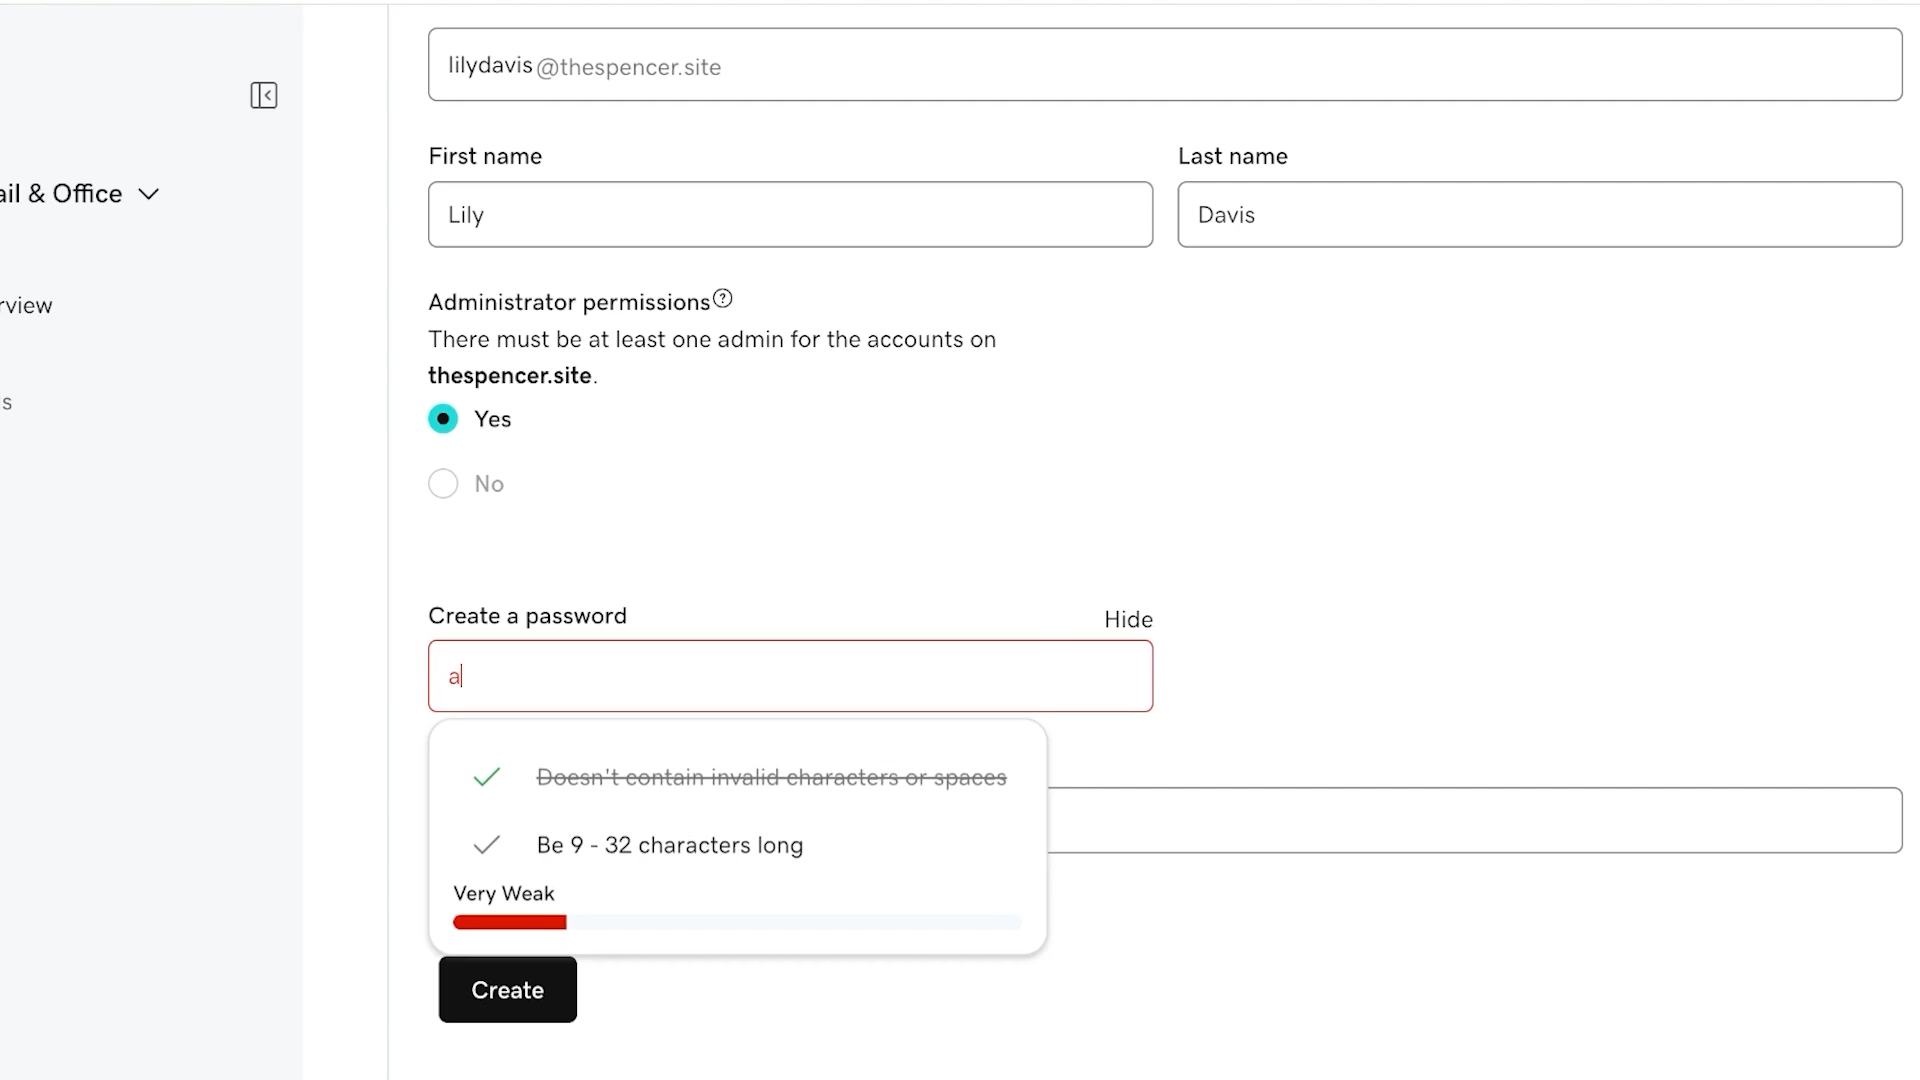 lilydavis@thespencer.site
First name
Last name
Lily
Davis
ail & Office
Administrator permissions
rview
There must be at least one admin for the accounts on
thespencer.site.
s
Yes
No
Create a password
Hide
a
Doesn't contain invalid characters or spaces
Be 9 - 32 characters long
Very Weak
Create